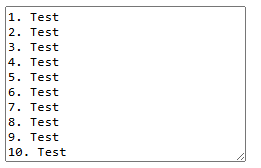 1. Test
2. Test
3. Test
4. Test
5. Test
6. Test
7. Test
8. Test
9. Test
10. Test